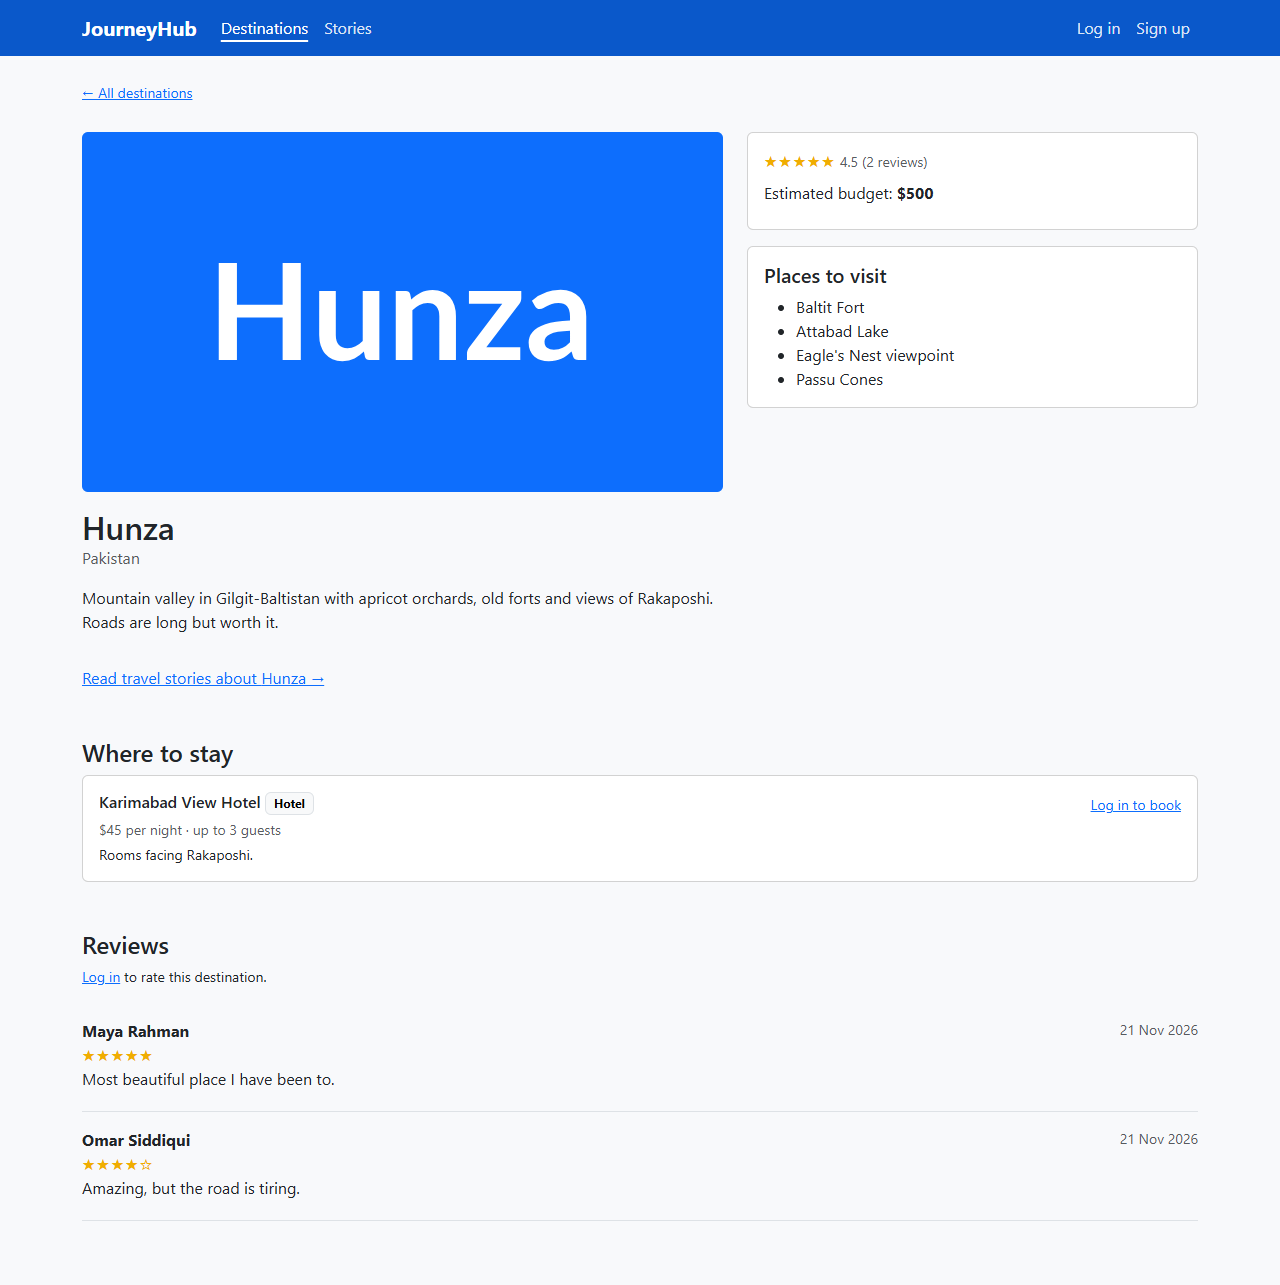 JourneyHub Destinations Stories Log in Sign up
← All destinations
Hunza
★★★★★ 4.5 (2 reviews)
Estimated budget: $500
Places to visit
• Baltit Fort
• Attabad Lake
• Eagle's Nest viewpoint
• Passu Cones
Hunza
Pakistan
Mountain valley in Gilgit-Baltistan with apricot orchards, old forts and views of Rakaposhi.
Roads are long but worth it.
Read travel stories about Hunza →
Where to stay
Karimabad View Hotel Hotel
Log in to book
$45 per night · up to 3 guests
Rooms facing Rakaposhi.
Reviews
Log in to rate this destination.
Maya Rahman 21 Nov 2026
★★★★★
Most beautiful place I have been to.
Omar Siddiqui 21 Nov 2026
★★★★☆
Amazing, but the road is tiring.